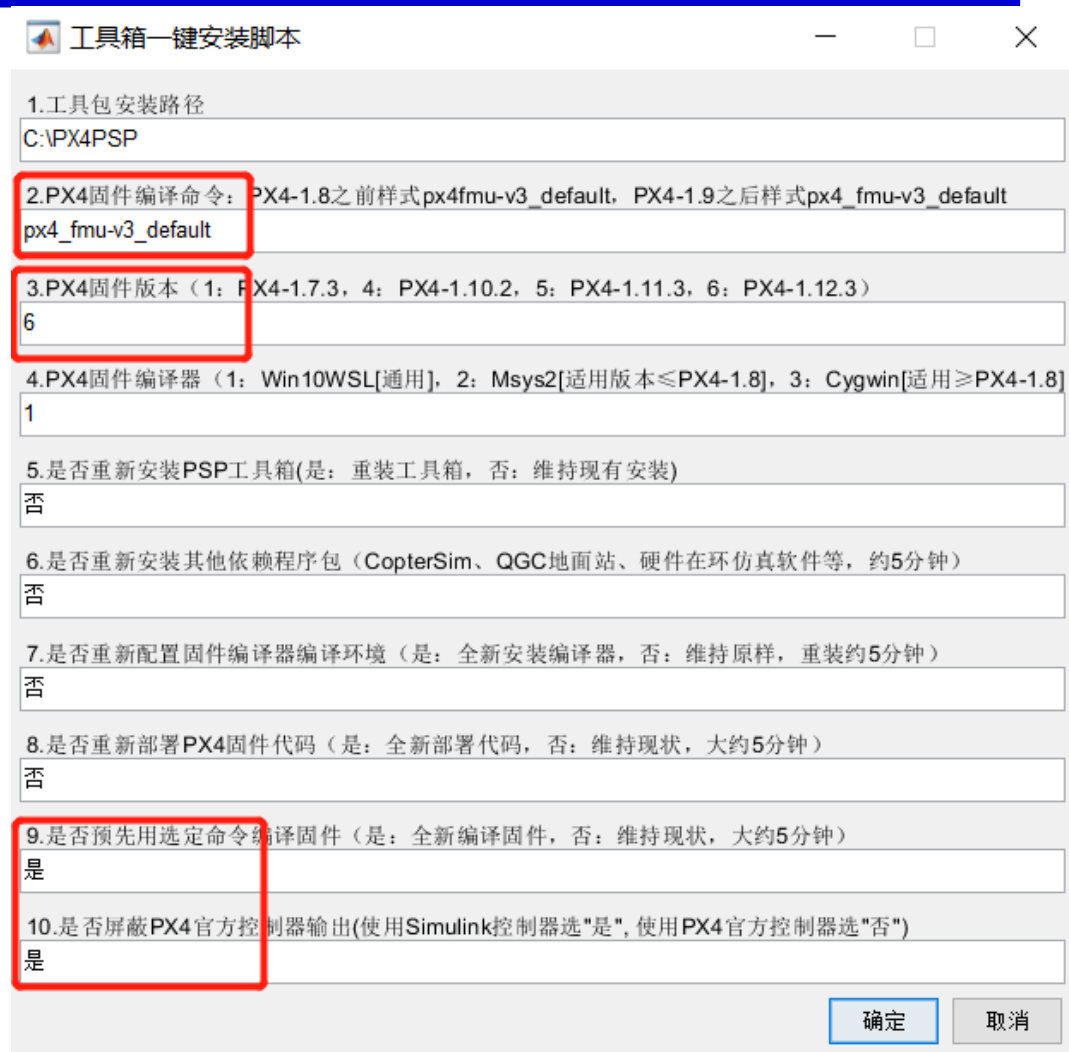 工具箱一键安装脚本
1.工具包安装路径
C:\PX4PSP
2.PX4固件编译命令：PX4-1.8之前样式px4fmu-v3_default，PX4-1.9之后样式px4_fmu-v3_default
px4_fmu-v3_default
3.PX4固件版本（1：PX4-1.7.3，4：PX4-1.10.2，5：PX4-1.11.3，6：PX4-1.12.3）
6
4.PX4固件编译器（1：Win10WSL[通用]，2：Msys2[适用版本≤PX4-1.8]，3：Cygwin[适用≥PX4-1.8]
1
5.是否重新安装PSP工具箱(是：重装工具箱，否：维持现有安装)
否
6.是否重新安装其他依赖程序包（CopterSim、QGC地面站、硬件在环仿真软件等，约5分钟）
否
7.是否重新配置固件编译器编译环境（是：全新安装编译器，否：维持原样，重装约5分钟）
否
8.是否重新部署PX4固件代码（是：全新部署代码，否：维持现状，大约5分钟）
否
9.是否预先用选定命令编译固件（是：全新编译固件，否：维持现状，大约5分钟）
是
10.是否屏蔽PX4官方控制器输出(使用Simulink控制器选"是", 使用PX4官方控制器选"否")
是
确定 取消